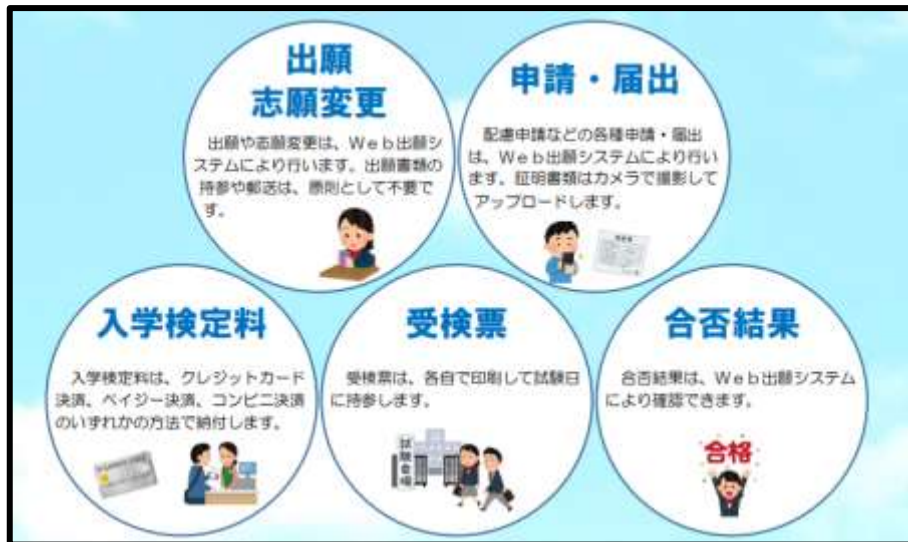 出願
志願変更
出願や志願変更は、Web出願シ
ステムにより行います。出願書類の
持参や郵送は、原則として不要で
す。
申請・届出
配慮申請などの各種申請・届出
は、Web出願システムにより行い
ます。証明書類はカメラで撮影して
アップロードします。
入学検定料
入学検定料は、クレジットカード
決済、ペイジー決済、コンビニ決済
のいずれかの方法で納付します。
受検票
受検票は、各自で印刷して試験日
に持参します。
試験会場
合否結果
合否結果は、Web出願システム
により確認できます。
合格